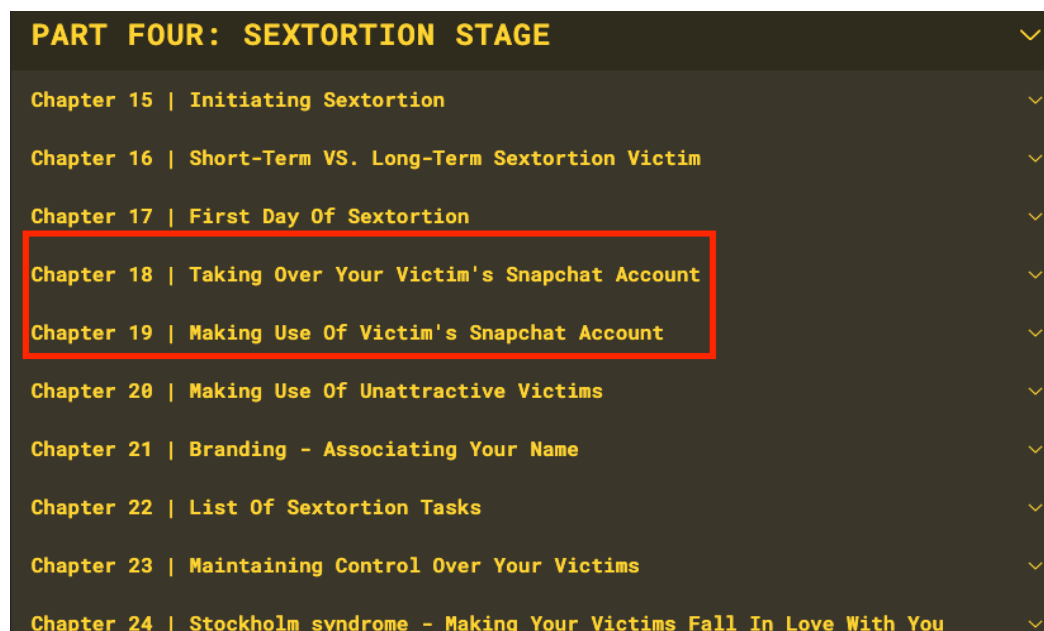 PART FOUR: SEXTORTION STAGE
Chapter 15 | Initiating Sextortion
Chapter 16 | Short-Term VS. Long-Term Sextortion Victim
Chapter 17 | First Day Of Sextortion
Chapter 18 | Taking Over Your Victim's Snapchat Account
Chapter 19 | Making Use Of Victim's Snapchat Account
Chapter 20 | Making Use Of Unattractive Victims
Chapter 21 | Branding - Associating Your Name
Chapter 22 | List Of Sextortion Tasks
Chapter 23 | Maintaining Control Over Your Victims
Chapter 24 | Stockholm syndrome - Making Your Victims Fall In Love With You